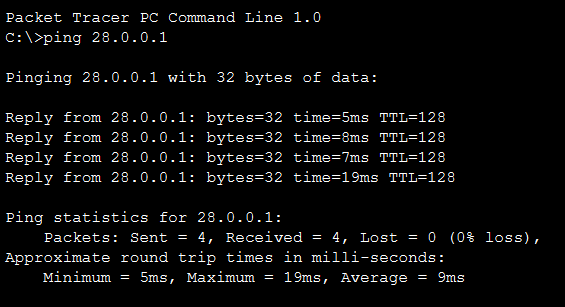 Packet Tracer PC Command Line 1.0
C:\>ping 28.0.0.1
Pinging 28.0.0.1 with 32 bytes of data:
Reply from 28.0.0.1: bytes=32 time=5ms TTL=128
Reply from 28.0.0.1: bytes=32 time=8ms TTL=128
Reply from 28.0.0.1: bytes=32 time=7ms TTL=128
Reply from 28.0.0.1: bytes=32 time=19ms TTL=128
Ping statistics for 28.0.0.1:
    Packets: Sent = 4, Received = 4, Lost = 0 (0% loss),
Approximate round trip times in milli-seconds:
    Minimum = 5ms, Maximum = 19ms, Average = 9ms